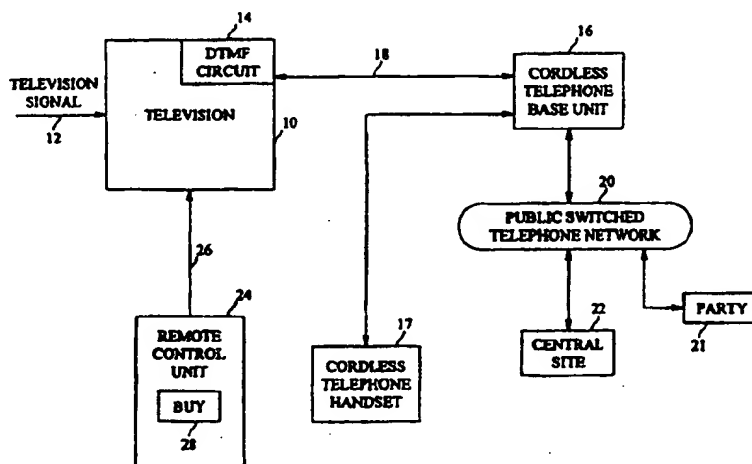 14
DTMF
CIRCUIT
18
16
CORDLESS
TELEPHONE
BASE UNIT
TELEVISION
SIGNAL
12
TELEVISION
10
20
PUBLIC SWITCHED
TELEPHONE NETWORK
26
24
REMOTE
CONTROL
UNIT
BUY
28
17
CORDLESS
TELEPHONE
HANDSET
22
CENTRAL
SITE
PARTY
21